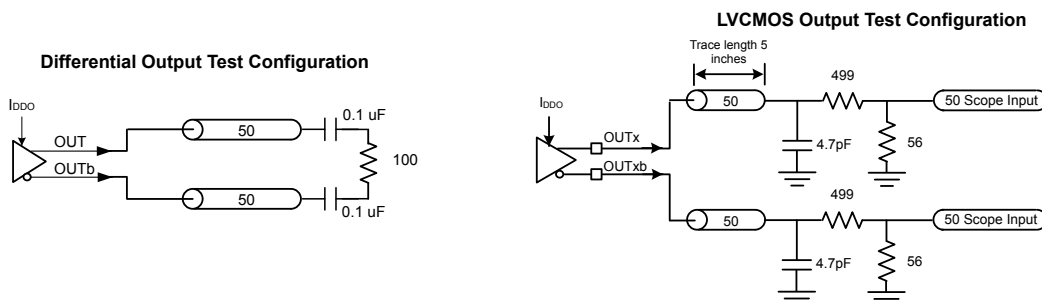 LVCMOS Output Test Configuration
Differential Output Test Configuration
Trace length 5
inches
IDDO
OUT
OUTb
50
50
0.1 uF
0.1 uF
100
IDDO
OUTx
OUTxb
50
499
50 Scope Input
4.7pF
56
50
499
50 Scope Input
4.7pF
56